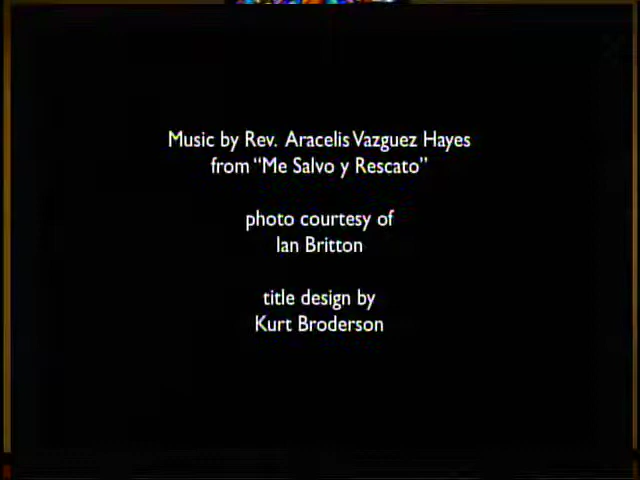 Music by Rev. Aracelis Vazguez Hayes
from “Me Salvo y Rescato”
photo courtesy of
Ian Britton
title design by
Kurt Broderson